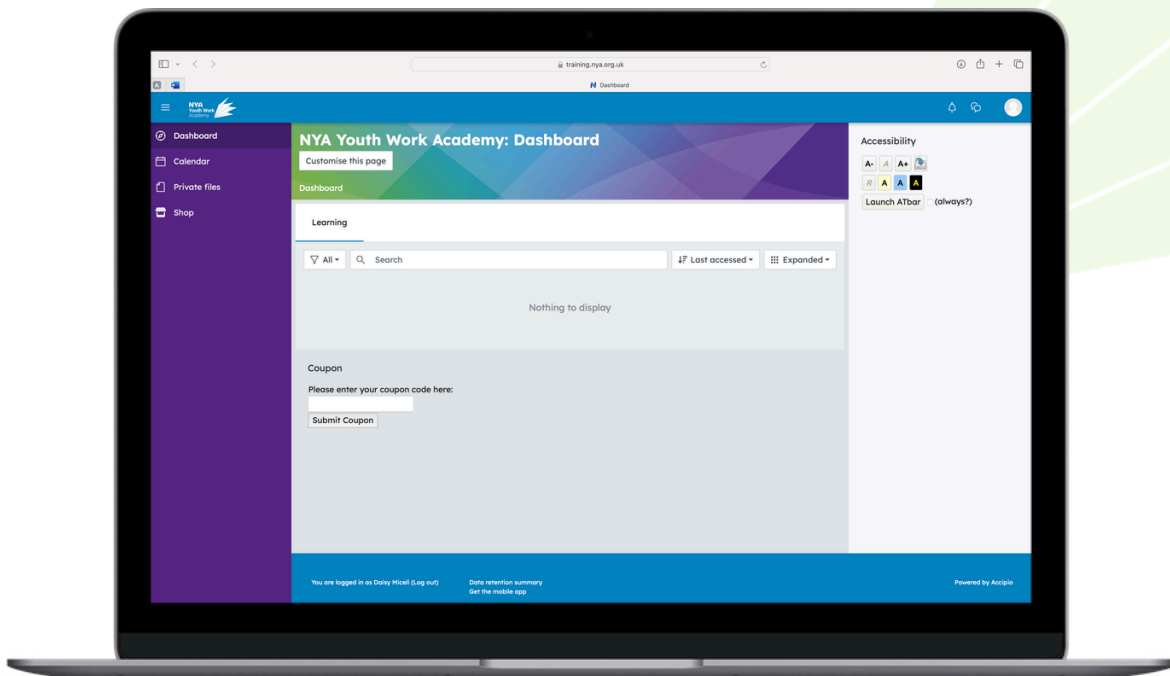 training.nya.org.uk
Dashboard
NYA
Youth Work
Academy
Dashboard
Calendar
Private files
Shop
NYA Youth Work Academy: Dashboard
Customise this page
Dashboard
Learning
All
Search
Last accessed
Expanded
Nothing to display
Coupon
Please enter your coupon code here:
Submit Coupon
Accessibility
A- A A+
R A A A
Launch ATbar (always?)
You are logged in as Daisy Miceli (Log out)
Data retention summary
Get the mobile app
Powered by Accipio